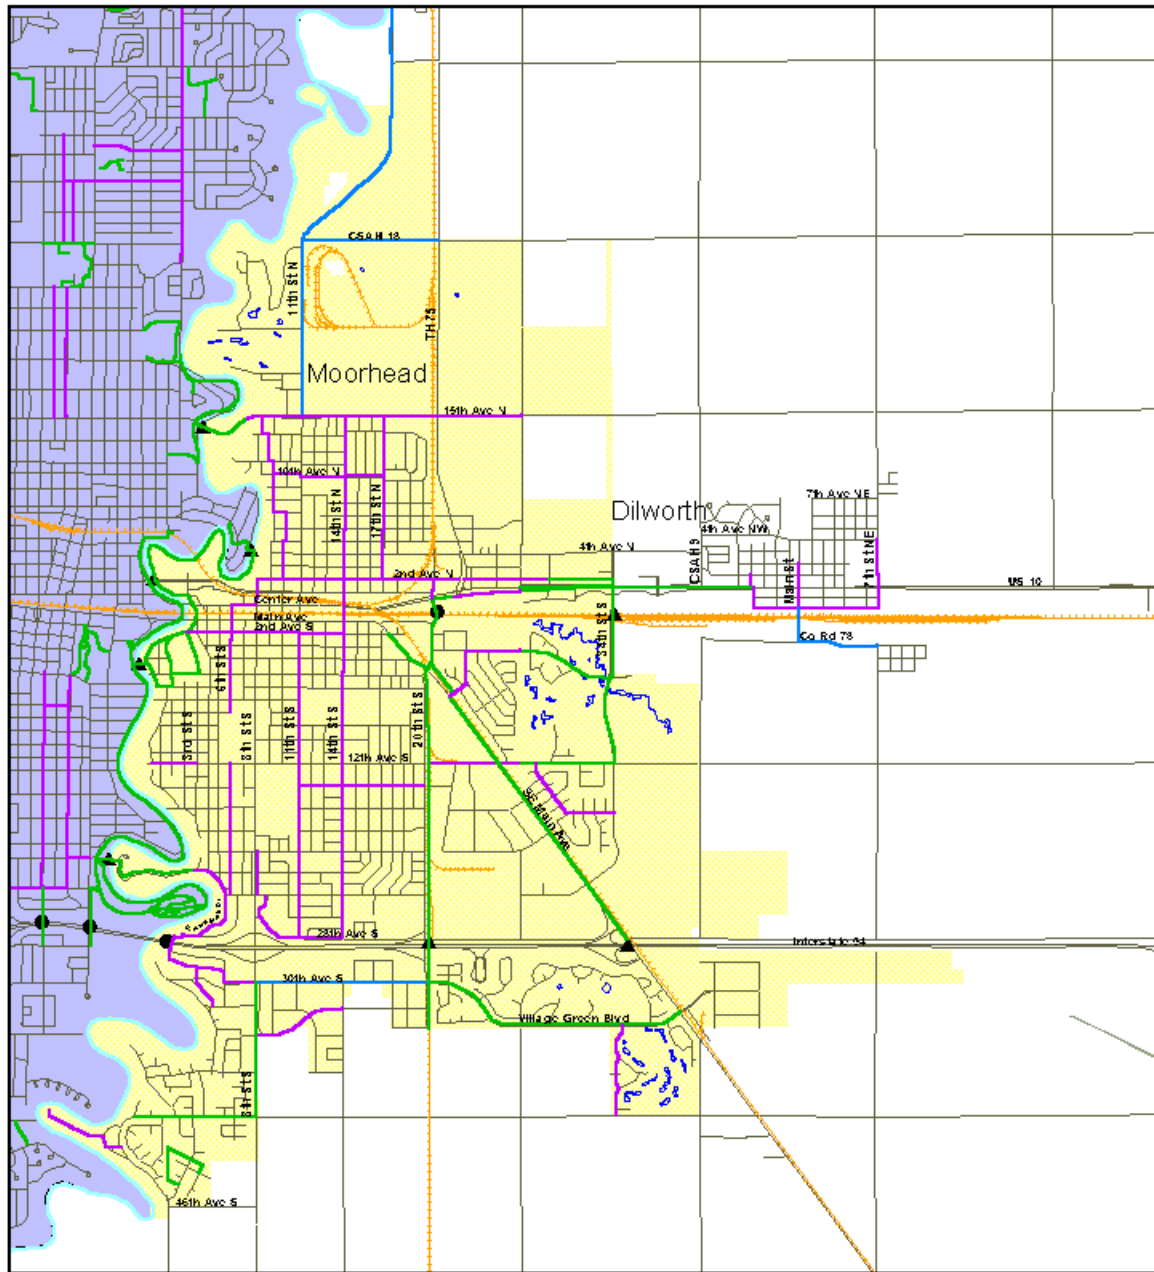 CSAH 18
11th St N
TH 75
Moorhead
15th Ave N
10th Ave N
14th St N
17th St N
Dilworth
7th Ave NE
4th Ave NW
4th Ave N
CSAH 9
Main St
7th St NE
2nd Ave N
US 10
Center Ave
Main Ave
2nd Ave S
34th St S
Co Rd 78
6th St S
3rd St S
8th St S
11th St S
14th St S
20th St S
12th Ave S
SE Main Ave
28th Ave S
Interstate 94
30th Ave S
Village Green Blvd
8th St S
46th Ave S